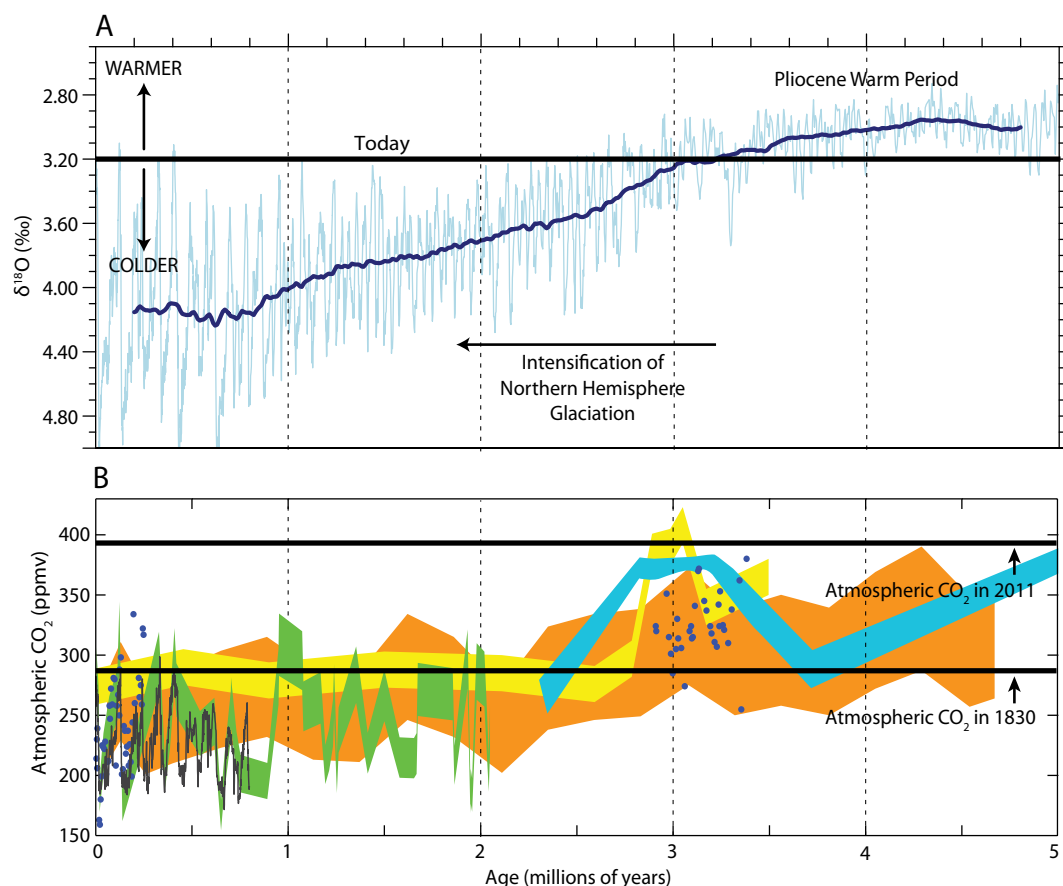 A
WARMER
Pliocene Warm Period
2.80
Today
3.20
3.60
δ¹⁸O (‰)
COLDER
4.00
4.40
Intensification of
Northern Hemisphere
Glaciation
4.80
B
400
Atmospheric CO₂ (ppmv)
350
Atmospheric CO₂ in 2011
300
250
Atmospheric CO₂ in 1830
200
150
0 1 2 3 4 5
Age (millions of years)